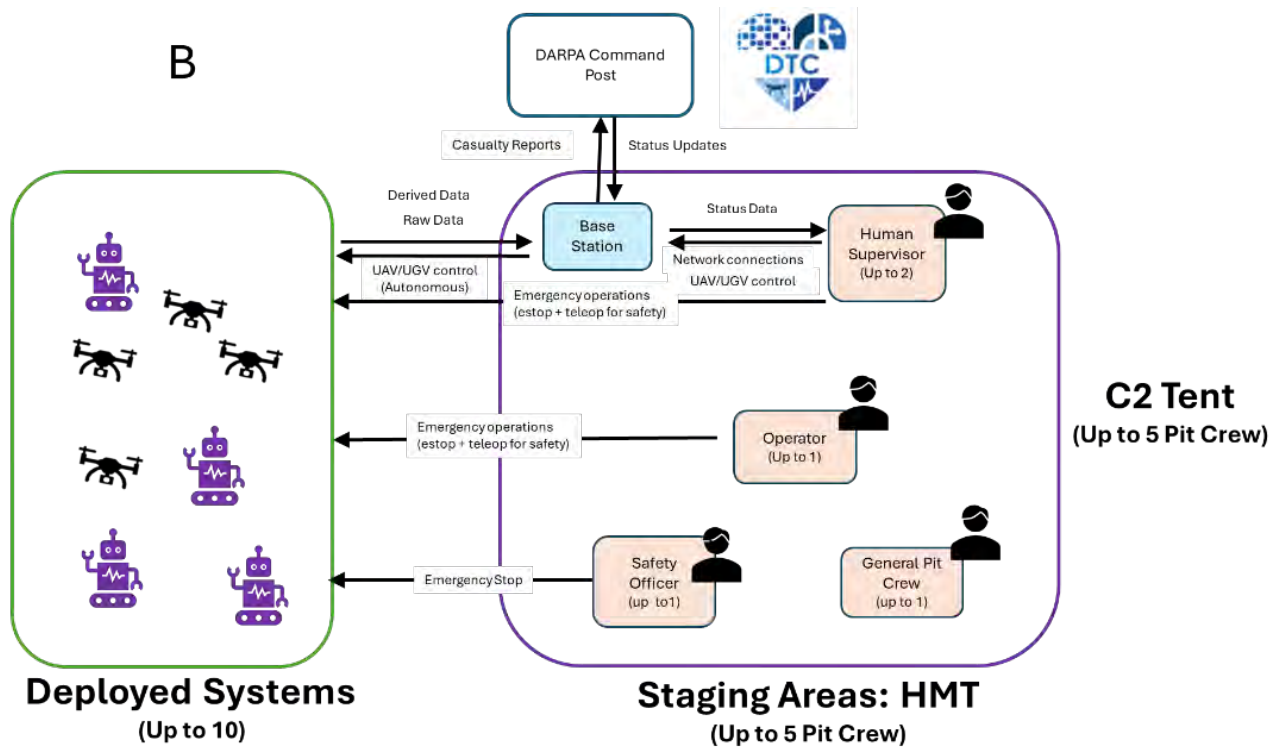 B
DARPA Command
Post
DTC
Casualty Reports
Status Updates
Derived Data
Raw Data
Base
Station
Status Data
Human
Supervisor
(Up to 2)
UAV/UGV control
(Autonomous)
Network connections
UAV/UGV control
Emergency operations
(estop + teleop for safety)
Emergency operations
(estop + teleop for safety)
Operator
(Up to 1)
C2 Tent
(Up to 5 Pit Crew)
Emergency Stop
Safety
Officer
(up to1)
General Pit
Crew
(up to 1)
Deployed Systems
(Up to 10)
Staging Areas: HMT
(Up to 5 Pit Crew)